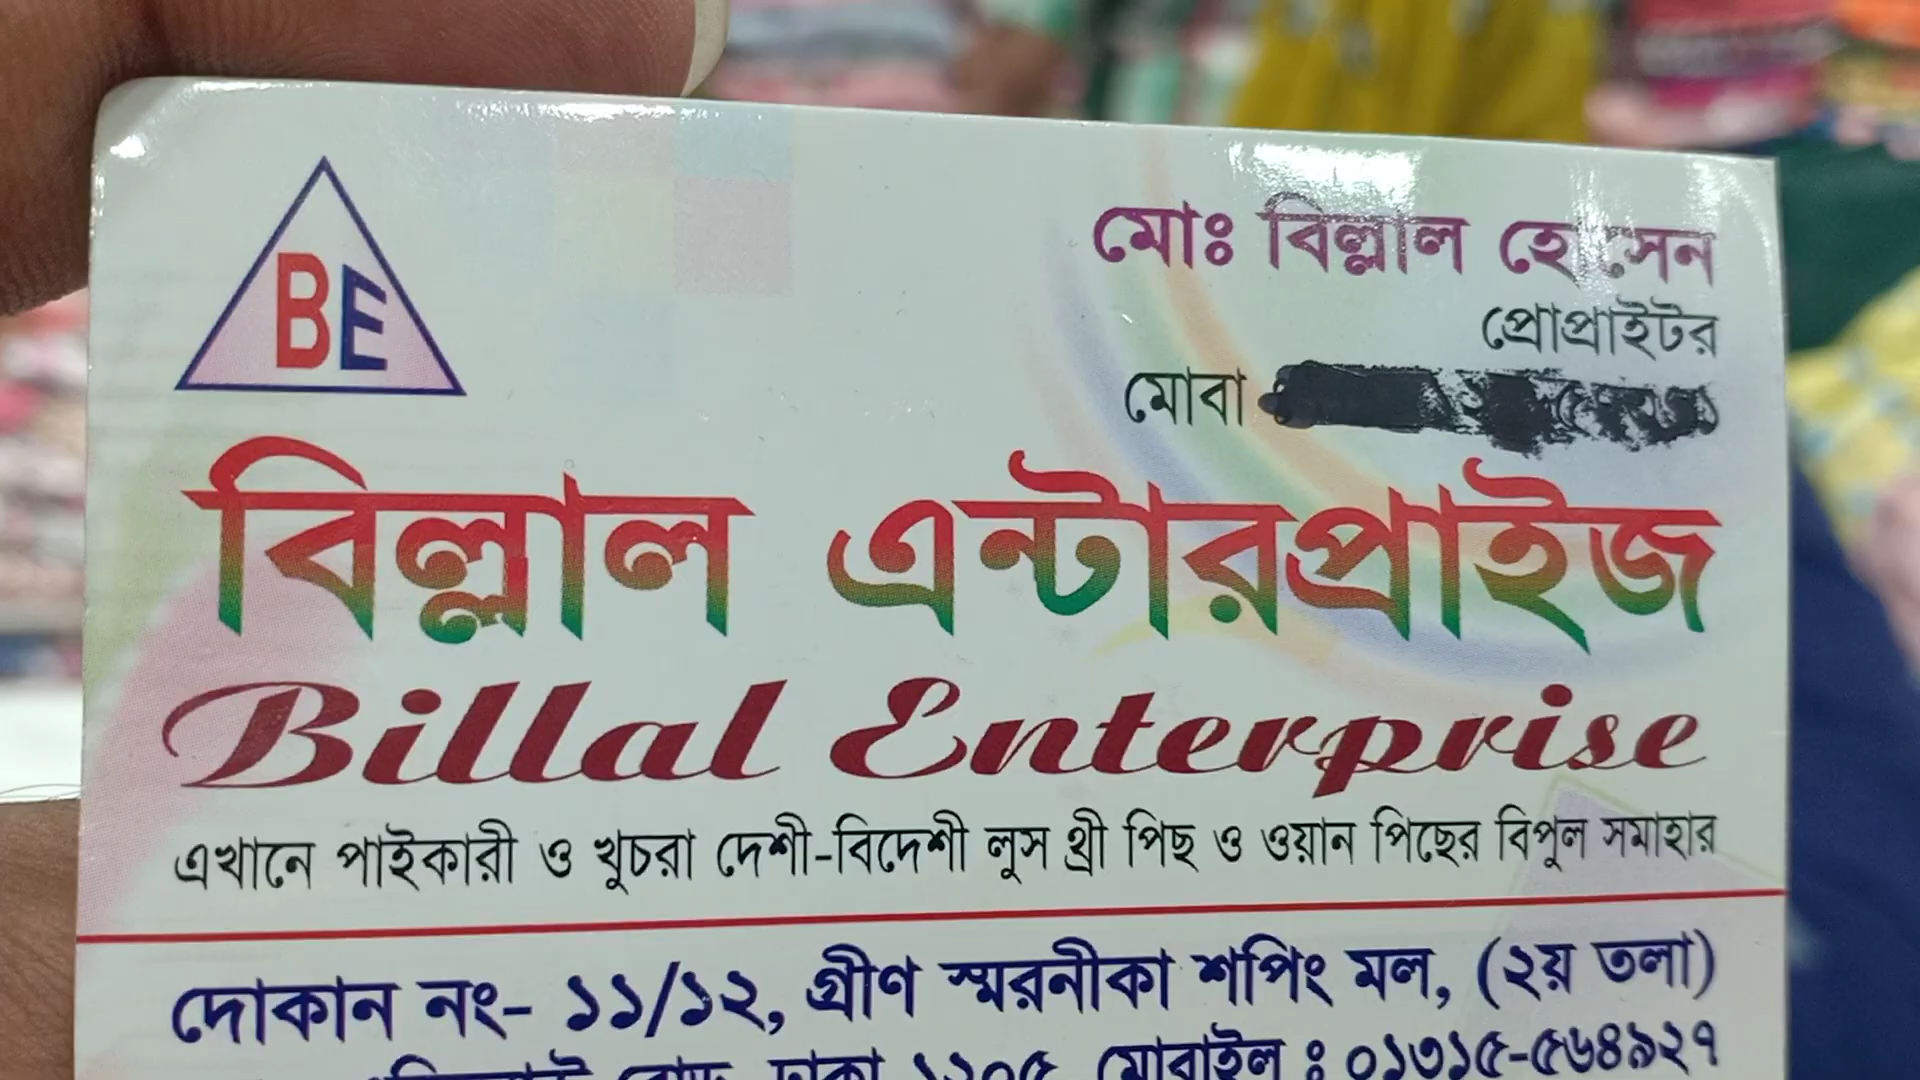 BE
মোঃ বিল্লাল হোসেন
প্রোপ্রাইটর
মোবা
বিল্লাল এন্টারপ্রাইজ
Billal Enterprise
এখানে পাইকারী ও খুচরা দেশী-বিদেশী লুস থ্রী পিছ ও ওয়ান পিছের বিপুল সমাহার
দোকান নং- ১১/১২, গ্রীণ স্মরনীকা শপিং মল, (২য় তলা)
রোড, ঢাকা ১২০৫, মোবাইল : ০১৩১৫-৫৬৪৯২৭